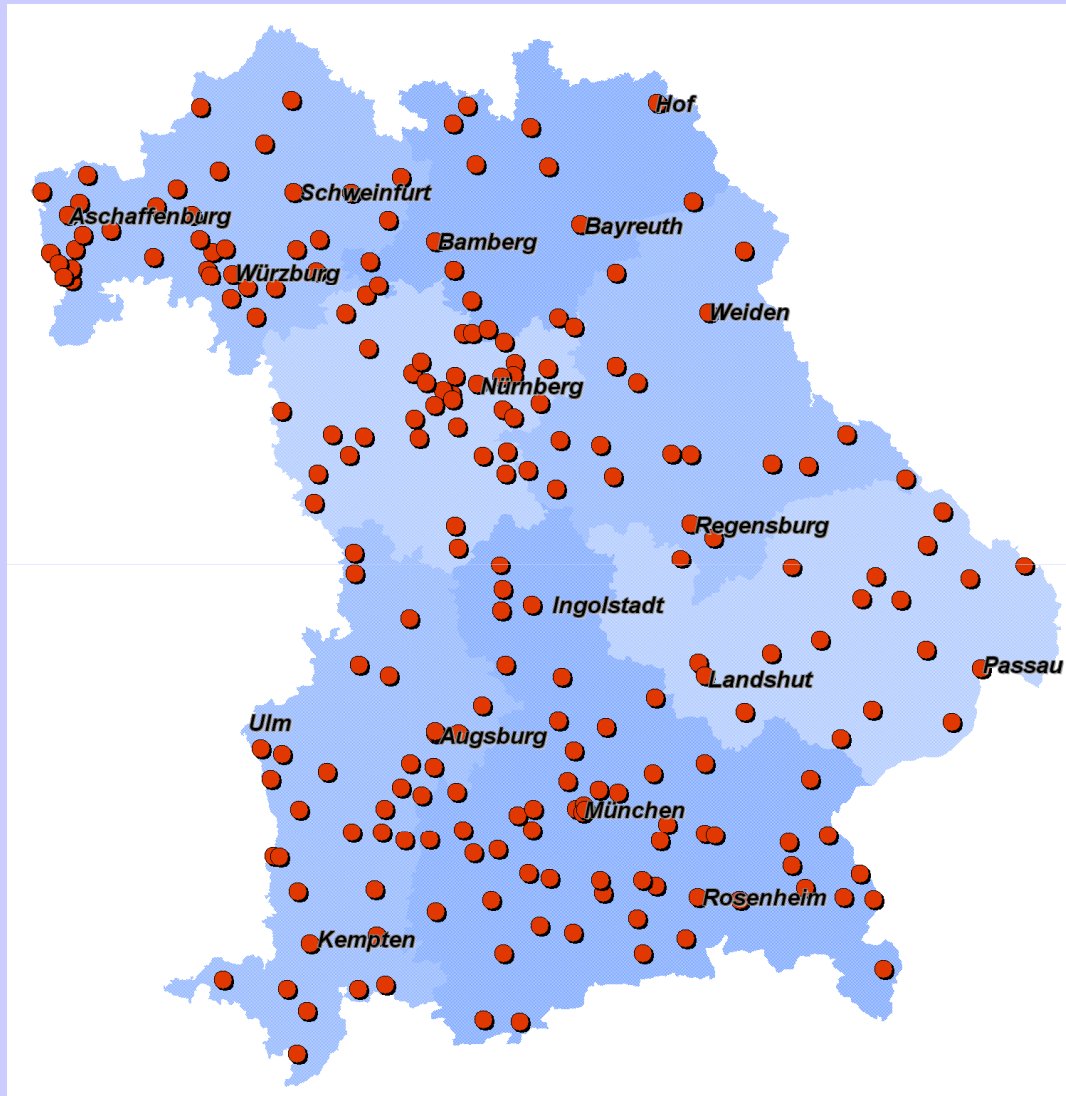 Hof
Schweinfurt
Aschaffenburg
Bayreuth
Bamberg
Würzburg
Weiden
Nürnberg
Regensburg
Ingolstadt
Passau
Landshut
Ulm
Augsburg
München
Rosenheim
Kempten